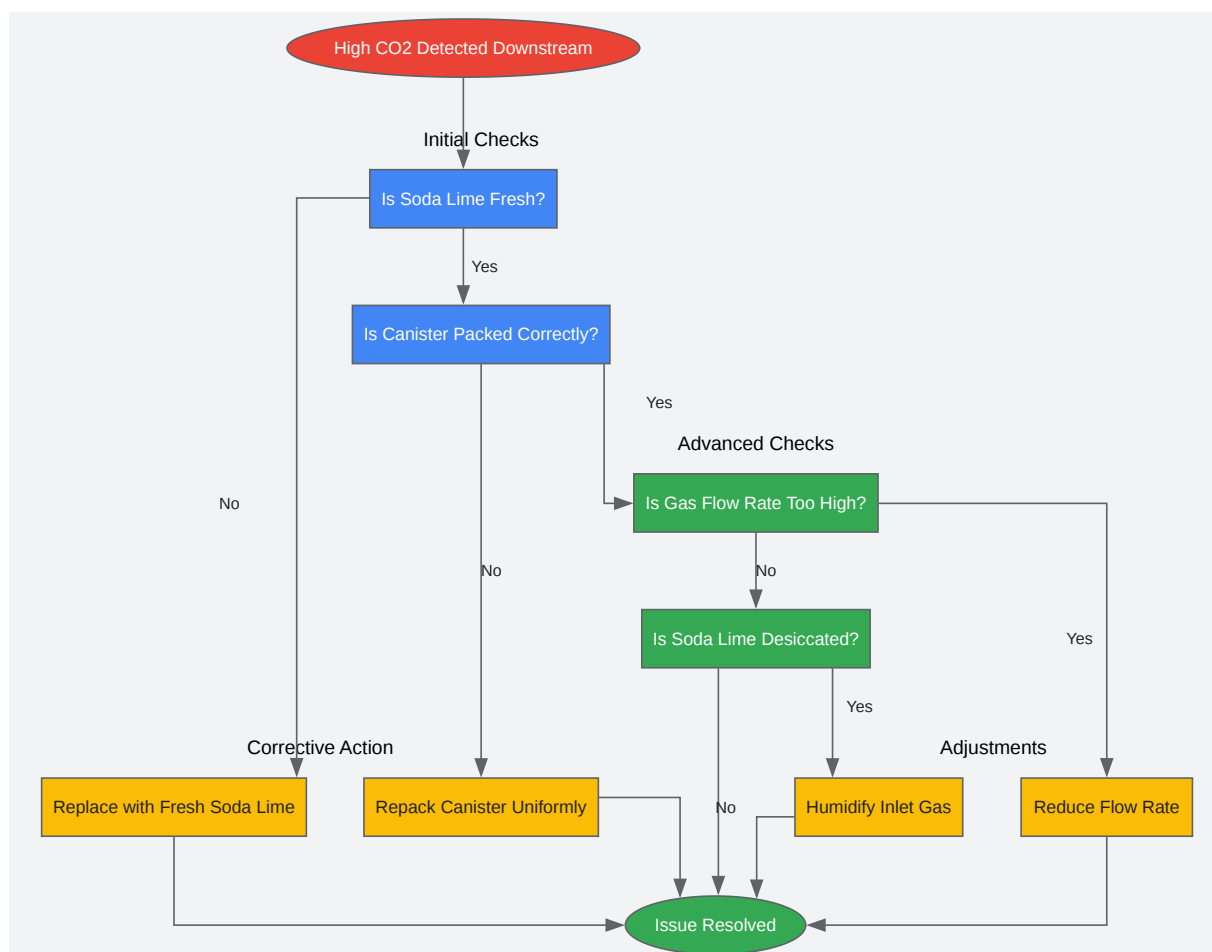 High CO2 Detected Downstream
Initial Checks
Is Soda Lime Fresh?
Yes
Is Canister Packed Correctly?
Yes
Advanced Checks
Is Gas Flow Rate Too High?
No
No
No
Is Soda Lime Desiccated?
Yes
Yes
Corrective Action
Adjustments
Replace with Fresh Soda Lime
Repack Canister Uniformly
No
Humidify Inlet Gas
Reduce Flow Rate
Issue Resolved